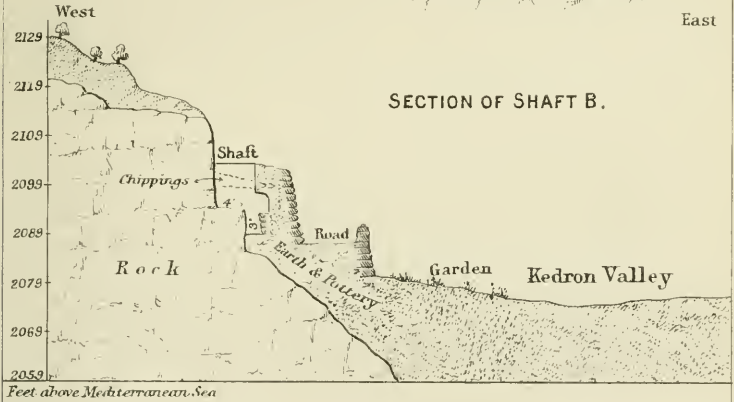 West
East
2129
2119
SECTION OF SHAFT B.
2109
Shaft
Chippings
2099
4'
2089
3'
Road
Rock
Earth & Pottery
Garden
Kedron Valley
2079
2069
2059
Feet above Mediterranean Sea